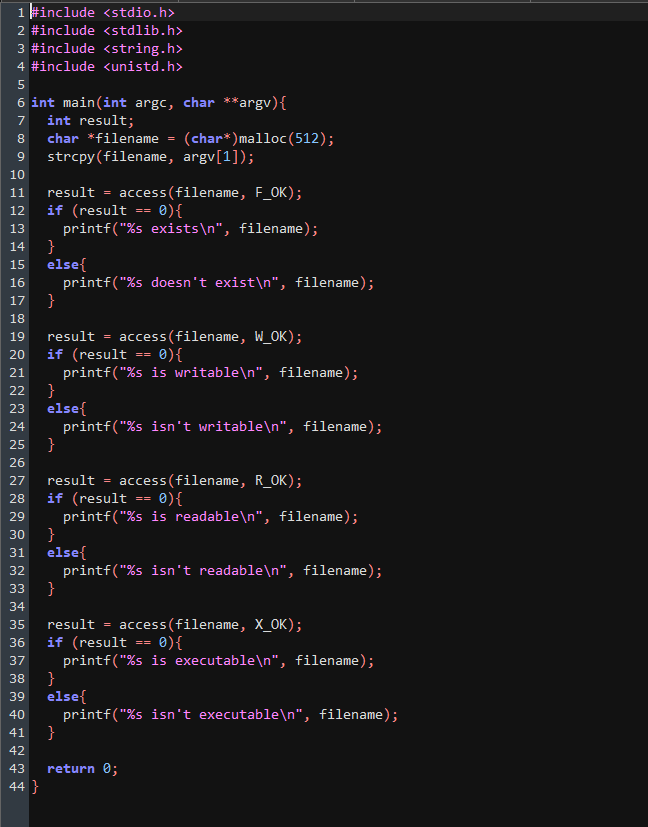 1 #include <stdio.h>
2 #include <stdlib.h>
3 #include <string.h>
4 #include <unistd.h>
5
6 int main(int argc, char **argv){
7   int result;
8   char *filename = (char*)malloc(512);
9   strcpy(filename, argv[1]);
10
11   result = access(filename, F_OK);
12   if (result == 0){
13     printf("%s exists\n", filename);
14   }
15   else{
16     printf("%s doesn't exist\n", filename);
17   }
18
19   result = access(filename, W_OK);
20   if (result == 0){
21     printf("%s is writable\n", filename);
22   }
23   else{
24     printf("%s isn't writable\n", filename);
25   }
26
27   result = access(filename, R_OK);
28   if (result == 0){
29     printf("%s is readable\n", filename);
30   }
31   else{
32     printf("%s isn't readable\n", filename);
33   }
34
35   result = access(filename, X_OK);
36   if (result == 0){
37     printf("%s is executable\n", filename);
38   }
39   else{
40     printf("%s isn't executable\n", filename);
41   }
42
43   return 0;
44 }